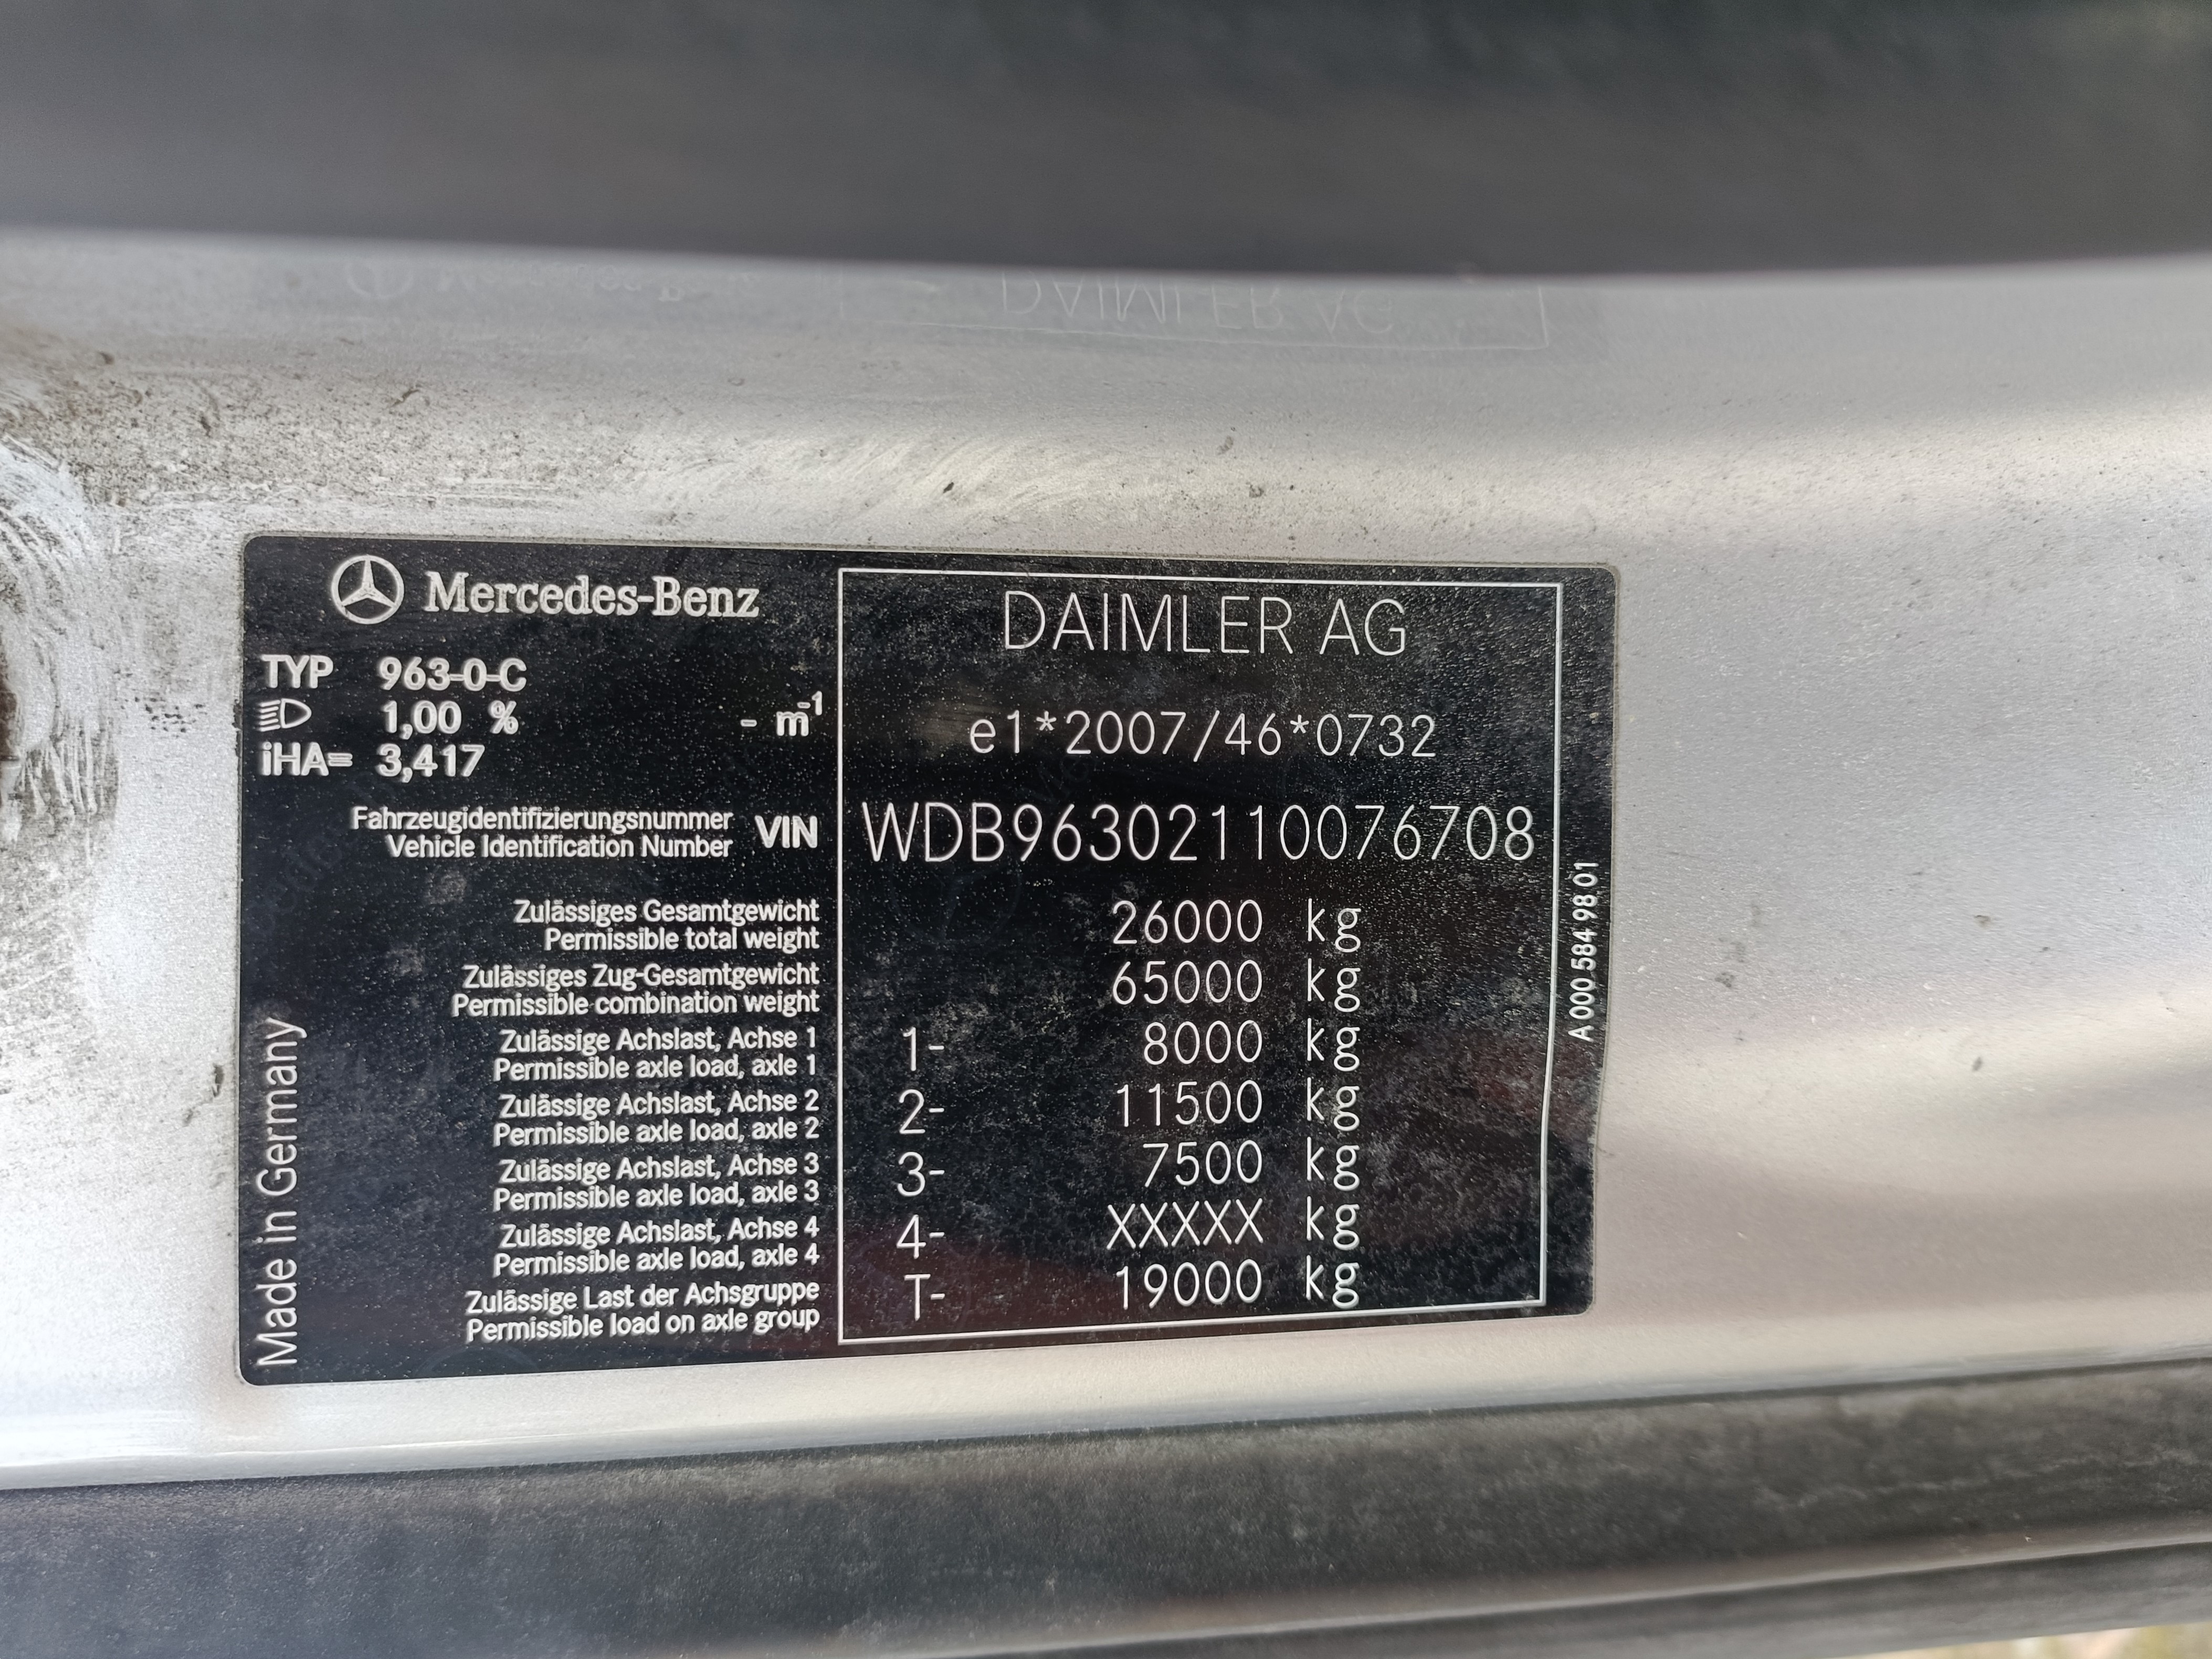 Mercedes-Benz
TYP 963-0-C
1,00 % - m⁻¹
iHA= 3,417
DAIMLER AG
e1*2007/46*0732
Fahrzeugidentifizierungsnummer
Vehicle Identification Number
VIN WDB96302110076708
Zulässiges Gesamtgewicht
Permissible total weight
26000 kg
Zulässiges Zug-Gesamtgewicht
Permissible combination weight
65000 kg
Zulässige Achslast, Achse 1
Permissible axle load, axle 1
1- 8000 kg
Zulässige Achslast, Achse 2
Permissible axle load, axle 2
2- 11500 kg
Zulässige Achslast, Achse 3
Permissible axle load, axle 3
3- 7500 kg
Zulässige Achslast, Achse 4
Permissible axle load, axle 4
4- XXXXX kg
Zulässige Last der Achsgruppe
Permissible load on axle group
T- 19000 kg
Made in Germany
A 000 584 98 01